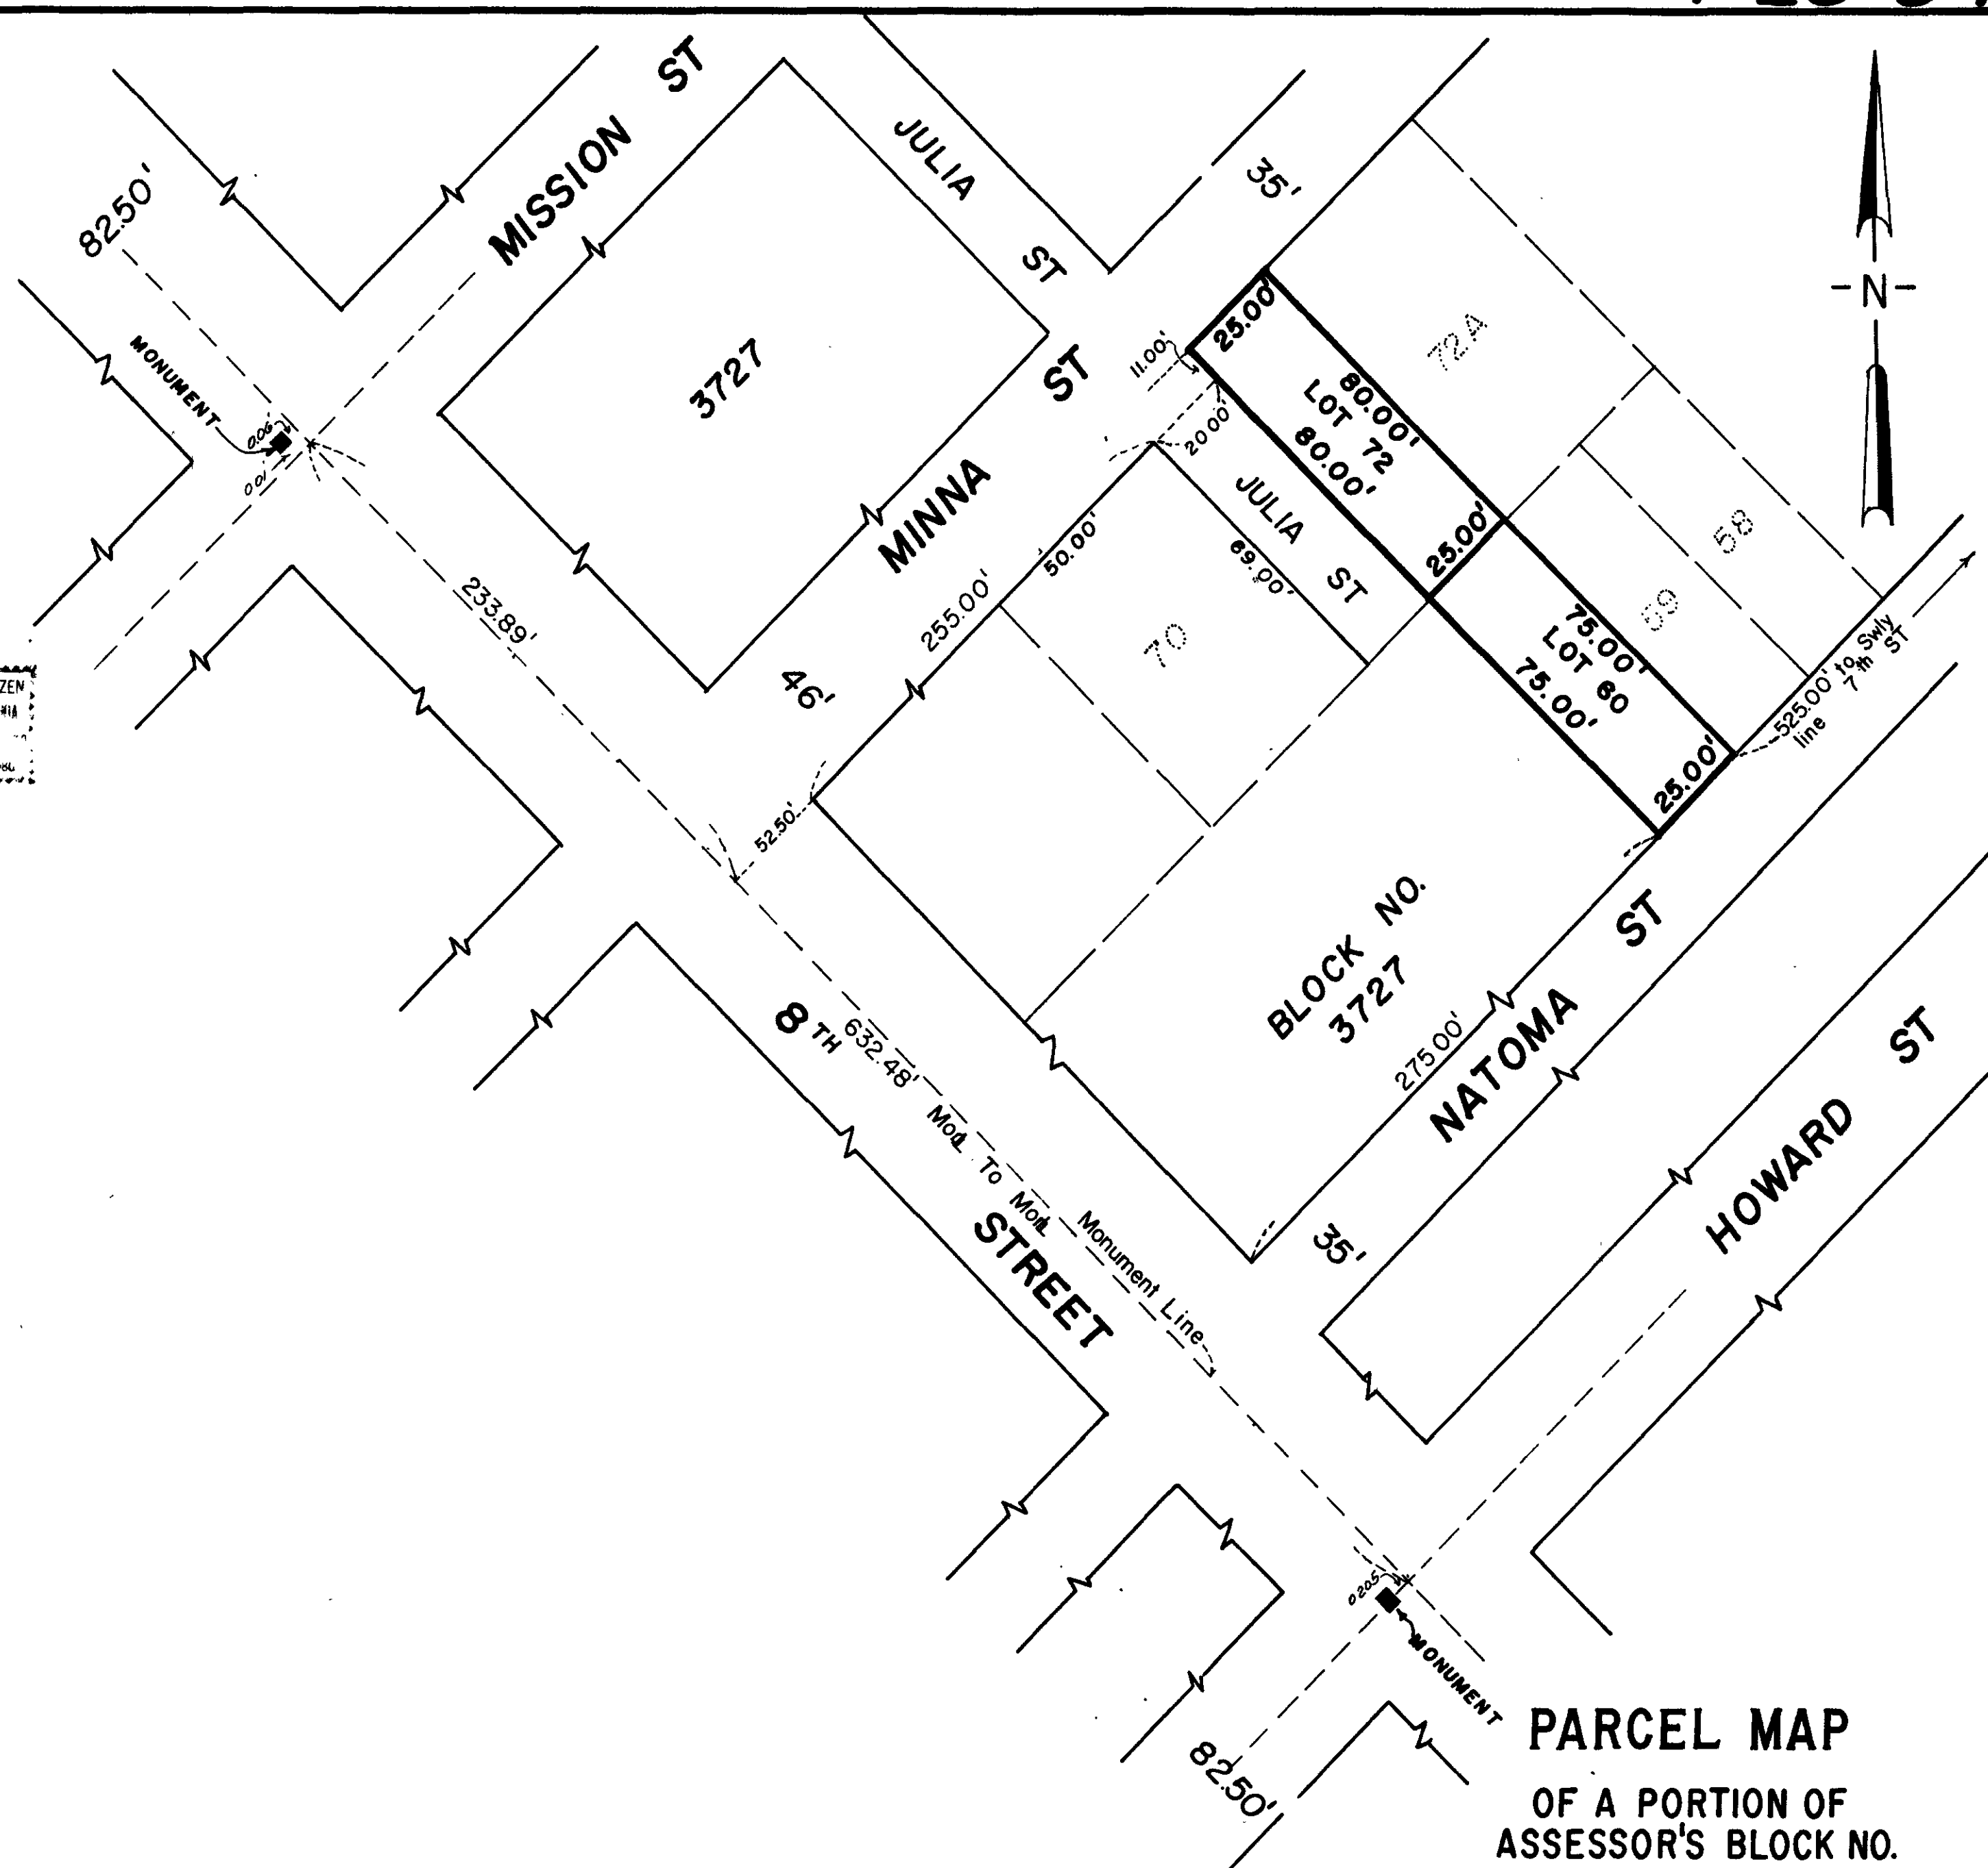 MISSION ST
JULIA
ST
35'
82.50'
MONUMENT
0.06'
0.01'
3727
MINNA ST
11.00'
25.00'
72A
80.00'
LOT 72
80.00'
20.00'
JULIA
ST
69.00'
25.00'
50.00'
255.00'
233.89'
46'
70
58
59
75.00'
LOT 60
75.00'
25.00'
525.00' to Swly
line 7th ST
52.50'
ZEN
- N -
8TH
STREET
632.48' Mon. To Mon.
Monument Line
BLOCK NO.
3727
275.00'
NATOMA ST
35'
HOWARD ST
0.205
MONUMENT
82.50'
PARCEL MAP
OF A PORTION OF
ASSESSOR'S BLOCK NO.